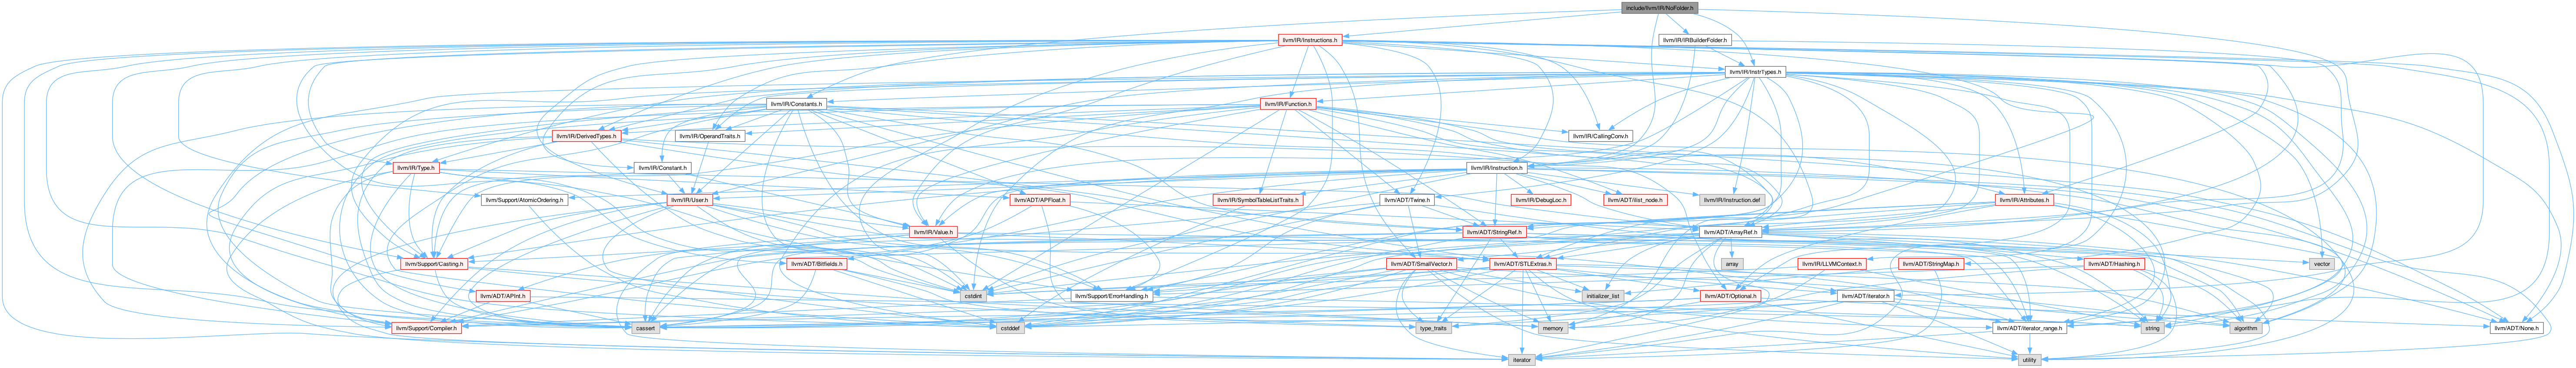 include/llvm/IR/NoFolder.h
llvm/IR/Instructions.h
llvm/IR/IRBuilderFolder.h
llvm/IR/InstrTypes.h
llvm/IR/Constants.h
llvm/IR/Function.h
llvm/IR/DerivedTypes.h
llvm/IR/OperandTraits.h
llvm/IR/CallingConv.h
llvm/IR/Type.h
llvm/IR/Constant.h
llvm/IR/Instruction.h
llvm/Support/AtomicOrdering.h
llvm/IR/User.h
llvm/ADT/APFloat.h
llvm/IR/SymbolTableListTraits.h
llvm/ADT/Twine.h
llvm/IR/DebugLoc.h
llvm/ADT/ilist_node.h
llvm/IR/Instruction.def
llvm/IR/Attributes.h
llvm/IR/Value.h
llvm/ADT/StringRef.h
llvm/ADT/ArrayRef.h
llvm/Support/Casting.h
llvm/ADT/Bitfields.h
llvm/ADT/SmallVector.h
llvm/ADT/STLExtras.h
array
llvm/IR/LLVMContext.h
llvm/ADT/StringMap.h
llvm/ADT/Hashing.h
vector
llvm/ADT/APInt.h
cstdint
llvm/Support/ErrorHandling.h
initializer_list
llvm/ADT/Optional.h
llvm/ADT/iterator.h
llvm/Support/Compiler.h
cassert
cstddef
type_traits
memory
llvm/ADT/iterator_range.h
string
algorithm
llvm/ADT/None.h
iterator
utility